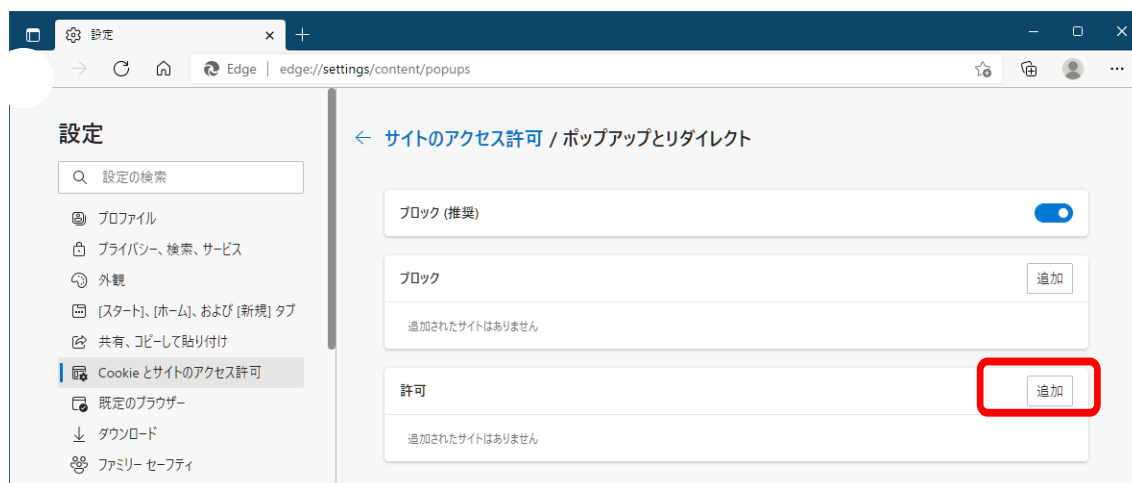 設定
Edge | edge://settings/content/popups
設定
設定の検索
プロファイル
プライバシー、検索、サービス
外観
[スタート]、[ホーム]、および [新規] タブ
共有、コピーして貼り付け
Cookie とサイトのアクセス許可
既定のブラウザー
ダウンロード
ファミリー セーフティ
サイトのアクセス許可 / ポップアップとリダイレクト
ブロック (推奨)
ブロック
追加
追加されたサイトはありません
許可
追加
追加されたサイトはありません